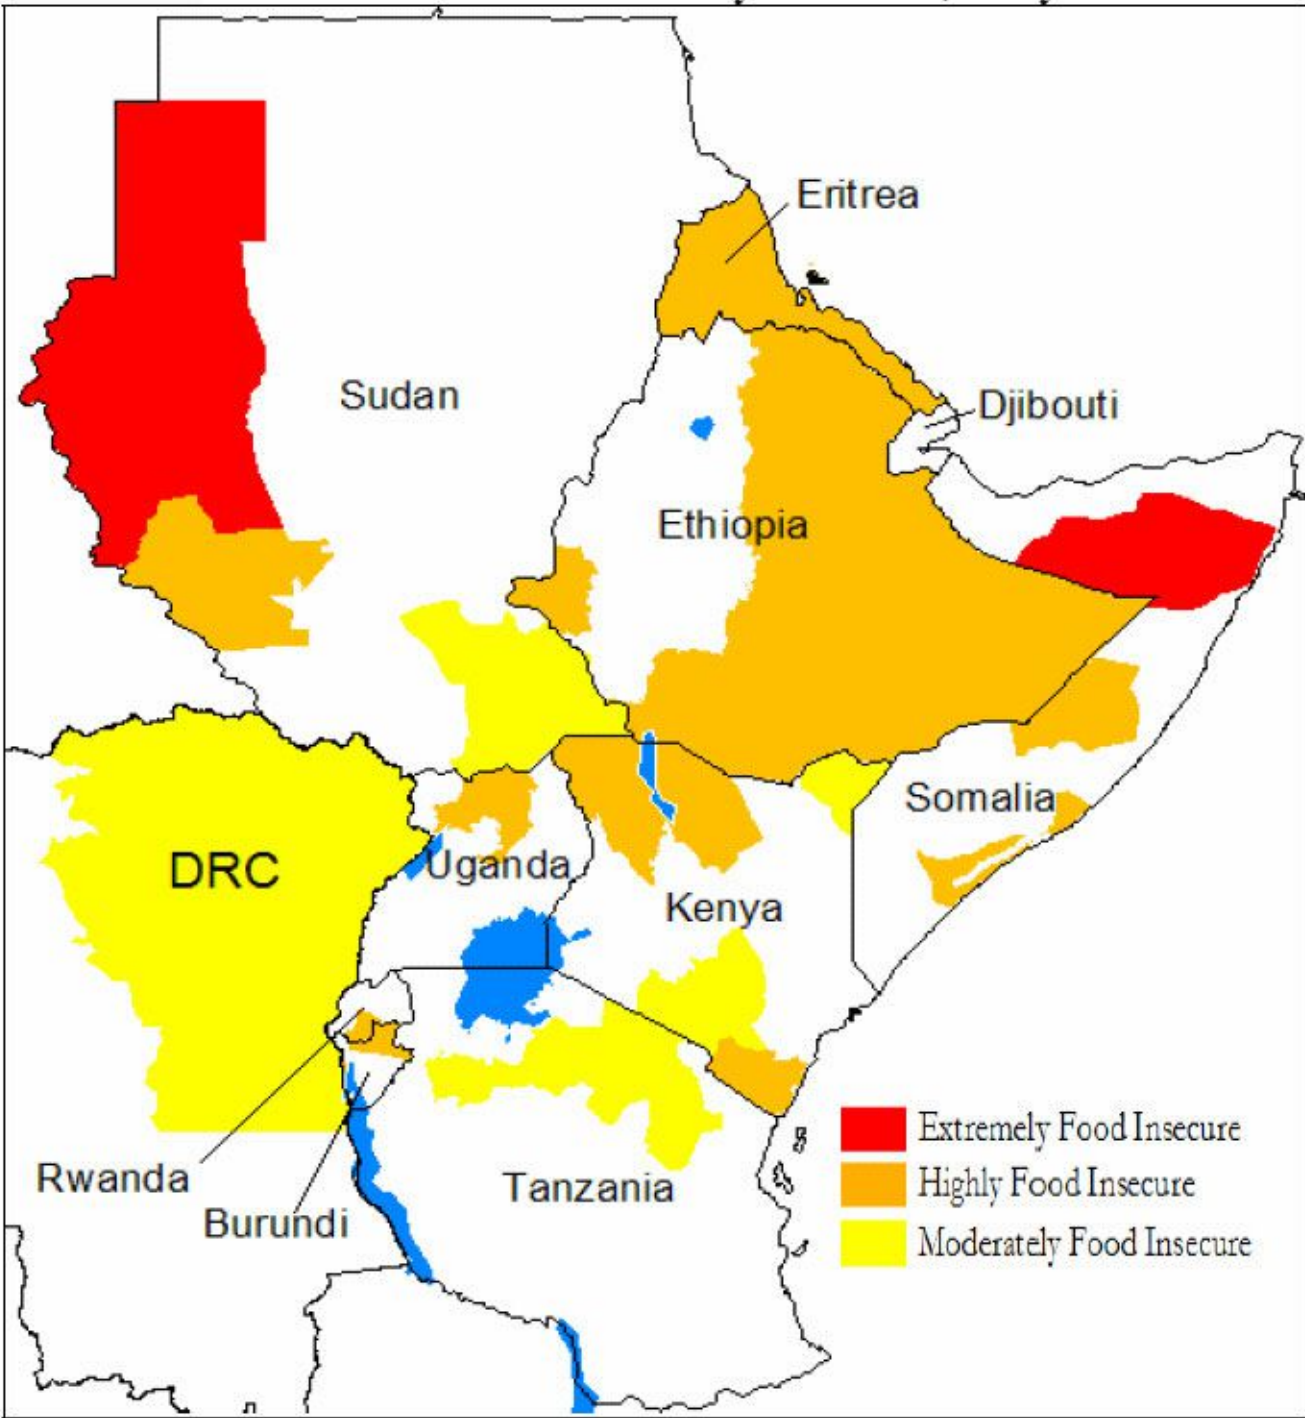 Eritrea
Sudan
Djibouti
Ethiopia
Somalia
DRC
Uganda
Kenya
Rwanda
Burundi
Tanzania
Extremely Food Insecure
Highly Food Insecure
Moderately Food Insecure